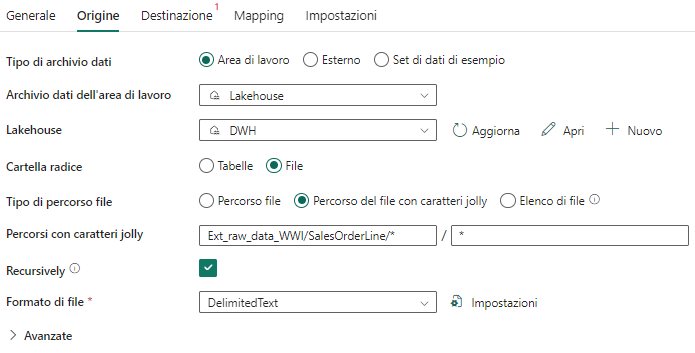 Generale Origine Destinazione 1 Mapping Impostazioni
Tipo di archivio dati Area di lavoro Esterno Set di dati di esempio
Archivio dati dell'area di lavoro Lakehouse
Lakehouse DWH Aggiorna Apri Nuovo
Cartella radice Tabelle File
Tipo di percorso file Percorso file Percorso del file con caratteri jolly Elenco di file
Percorsi con caratteri jolly Ext_raw_data_WWI/SalesOrderLine/* / *
Recursively
Formato di file * DelimitedText Impostazioni
Avanzate